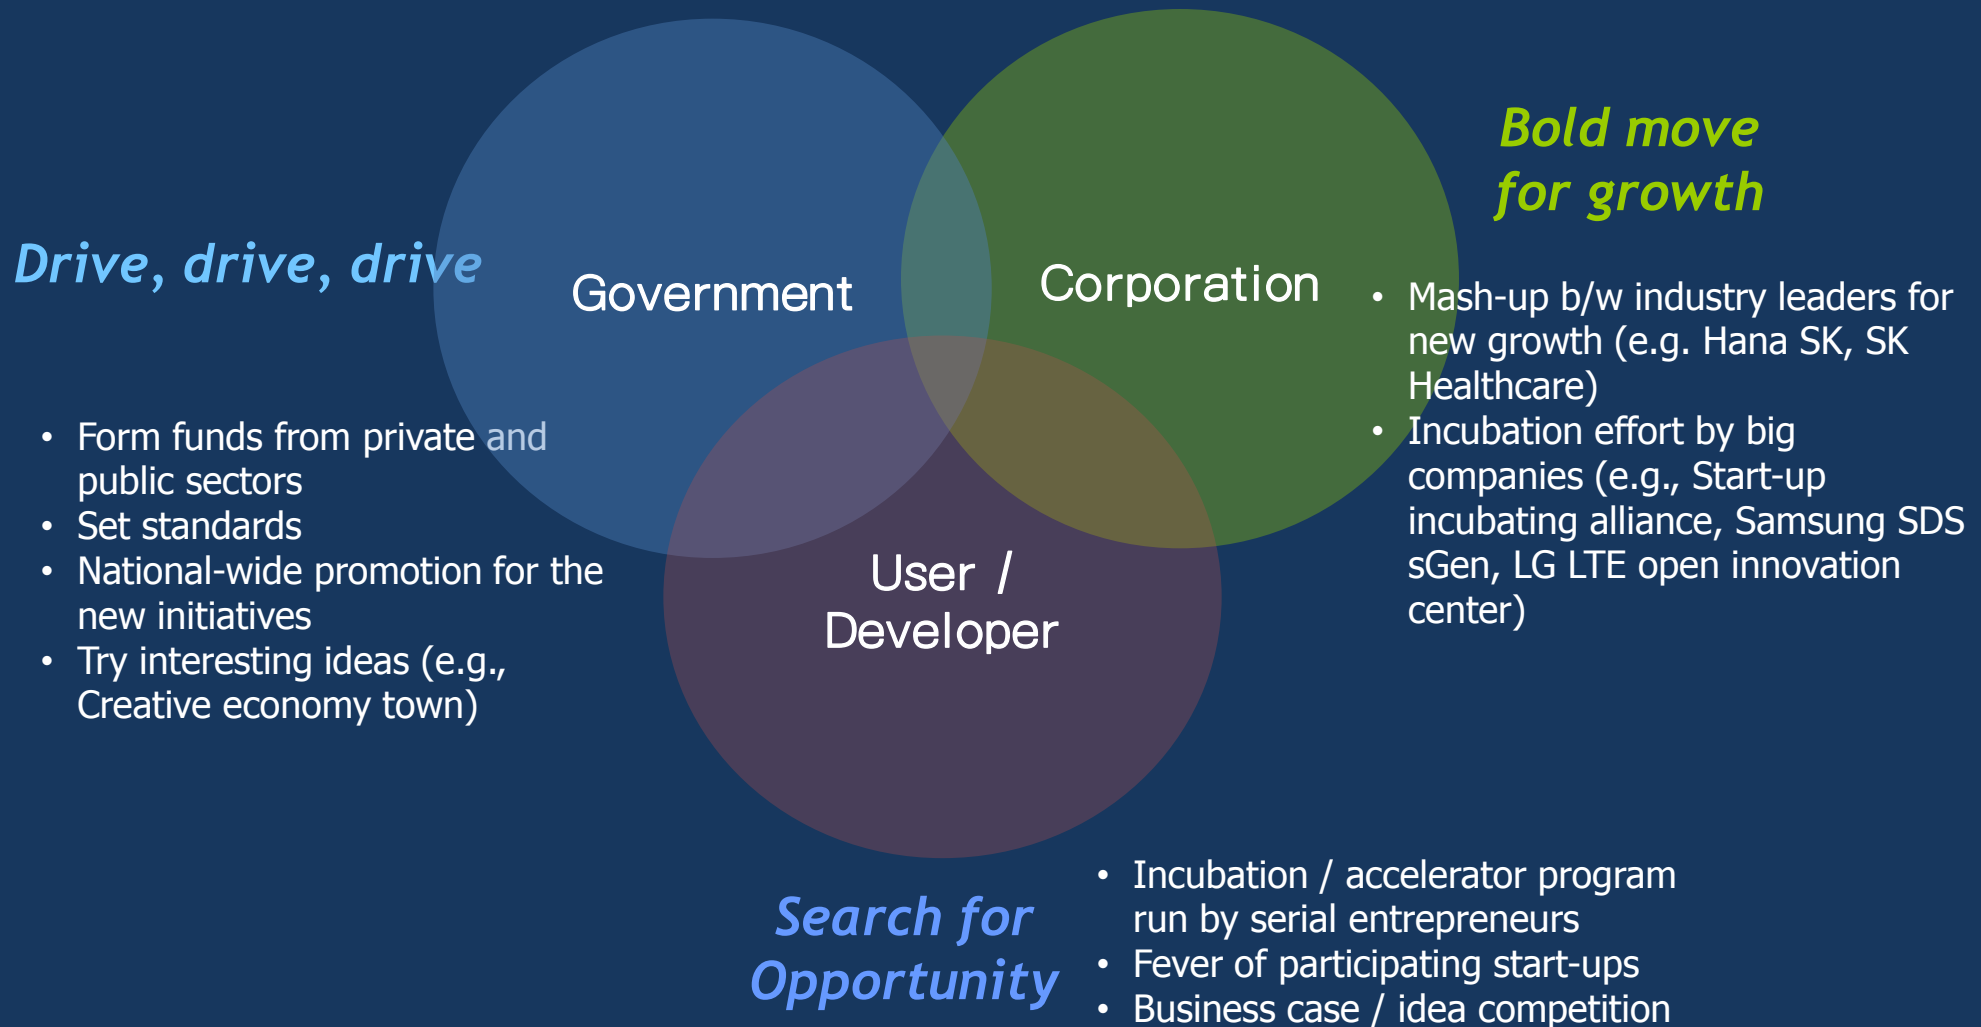 Drive, drive, drive
Government
• Form funds from private and
public sectors
• Set standards
• National-wide promotion for the
new initiatives
• Try interesting ideas (e.g.,
Creative economy town)
Corporation
Bold move
for growth
• Mash-up b/w industry leaders for
new growth (e.g. Hana SK, SK
Healthcare)
• Incubation effort by big
companies (e.g., Start-up
incubating alliance, Samsung SDS
sGen, LG LTE open innovation
center)
User /
Developer
Search for
Opportunity
• Incubation / accelerator program
run by serial entrepreneurs
• Fever of participating start-ups
• Business case / idea competition